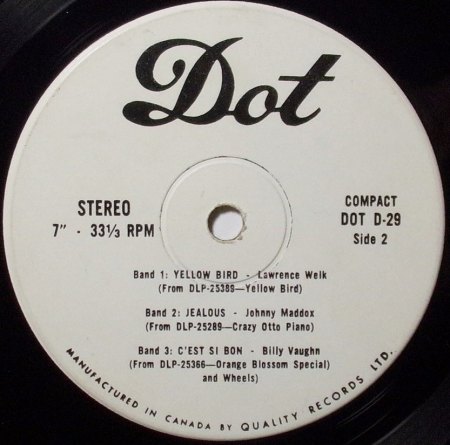 Dot
STEREO
7" - 33⅓ RPM
COMPACT
DOT D-29
Side 2
Band 1: YELLOW BIRD - Lawrence Welk
(From DLP-25389—Yellow Bird)
Band 2: JEALOUS - Johnny Maddox
(From DLP-25289—Crazy Otto Piano)
Band 3: C'EST SI BON - Billy Vaughn
(From DLP-25366—Orange Blossom Special)
and Wheels)
MANUFACTURED IN CANADA BY QUALITY RECORDS LTD.